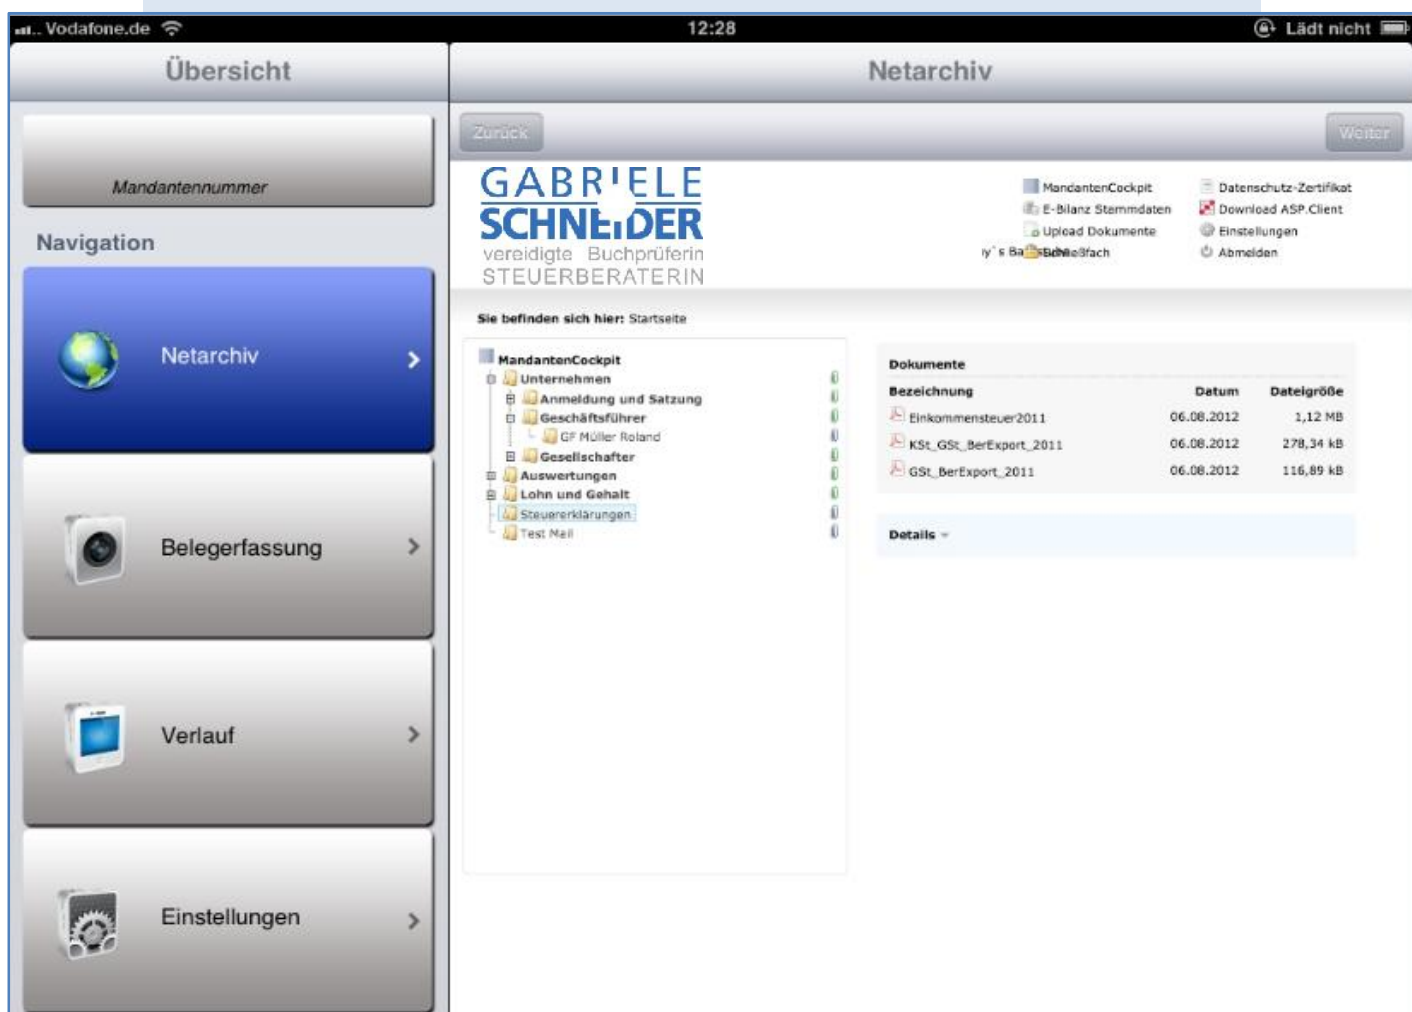 Vodafone.de
12:28
Lädt nicht
Übersicht
Netarchiv
Zurück
Weiter
Mandantennummer
Navigation
Netarchiv
Belegerfassung
Verlauf
Einstellungen
GABRIELE
SCHNEIDER
vereidigte Buchprüferin
STEUERBERATERIN
MandantenCockpit
E-Bilanz Stammdaten
Upload Dokumente
Schließfach
Datenschutz-Zertifikat
Download ASP.Client
Einstellungen
Abmelden
Sie befinden sich hier: Startseite
MandantenCockpit
Unternehmen
Anmeldung und Satzung
Geschäftsführer
GF Müller Roland
Gesellschafter
Auswertungen
Lohn und Gehalt
Steuererklärungen
Test Mail
Dokumente
Bezeichnung Datum Dateigröße
Einkommensteuer2011 06.08.2012 1,12 MB
KSt_GSt_BerExport_2011 06.08.2012 278,34 kB
GSt_BerExport_2011 06.08.2012 116,89 kB
Details